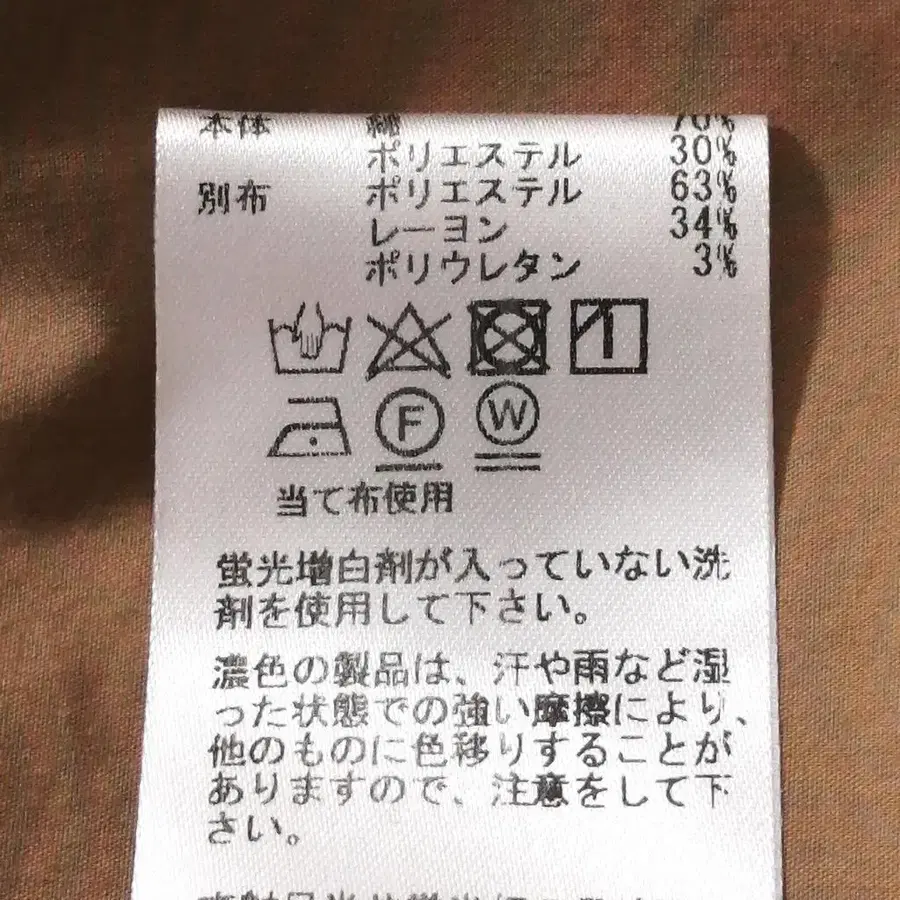 本体 綿 70%
ポリエステル 30%
別布 ポリエステル 63%
レーヨン 34%
ポリウレタン 3%
F W
当て布使用
蛍光増白剤が入っていない洗
剤を使用して下さい。
濃色の製品は、汗や雨など湿
った状態での強い摩擦により、
他のものに色移りすることが
ありますので、注意をして下
さい。